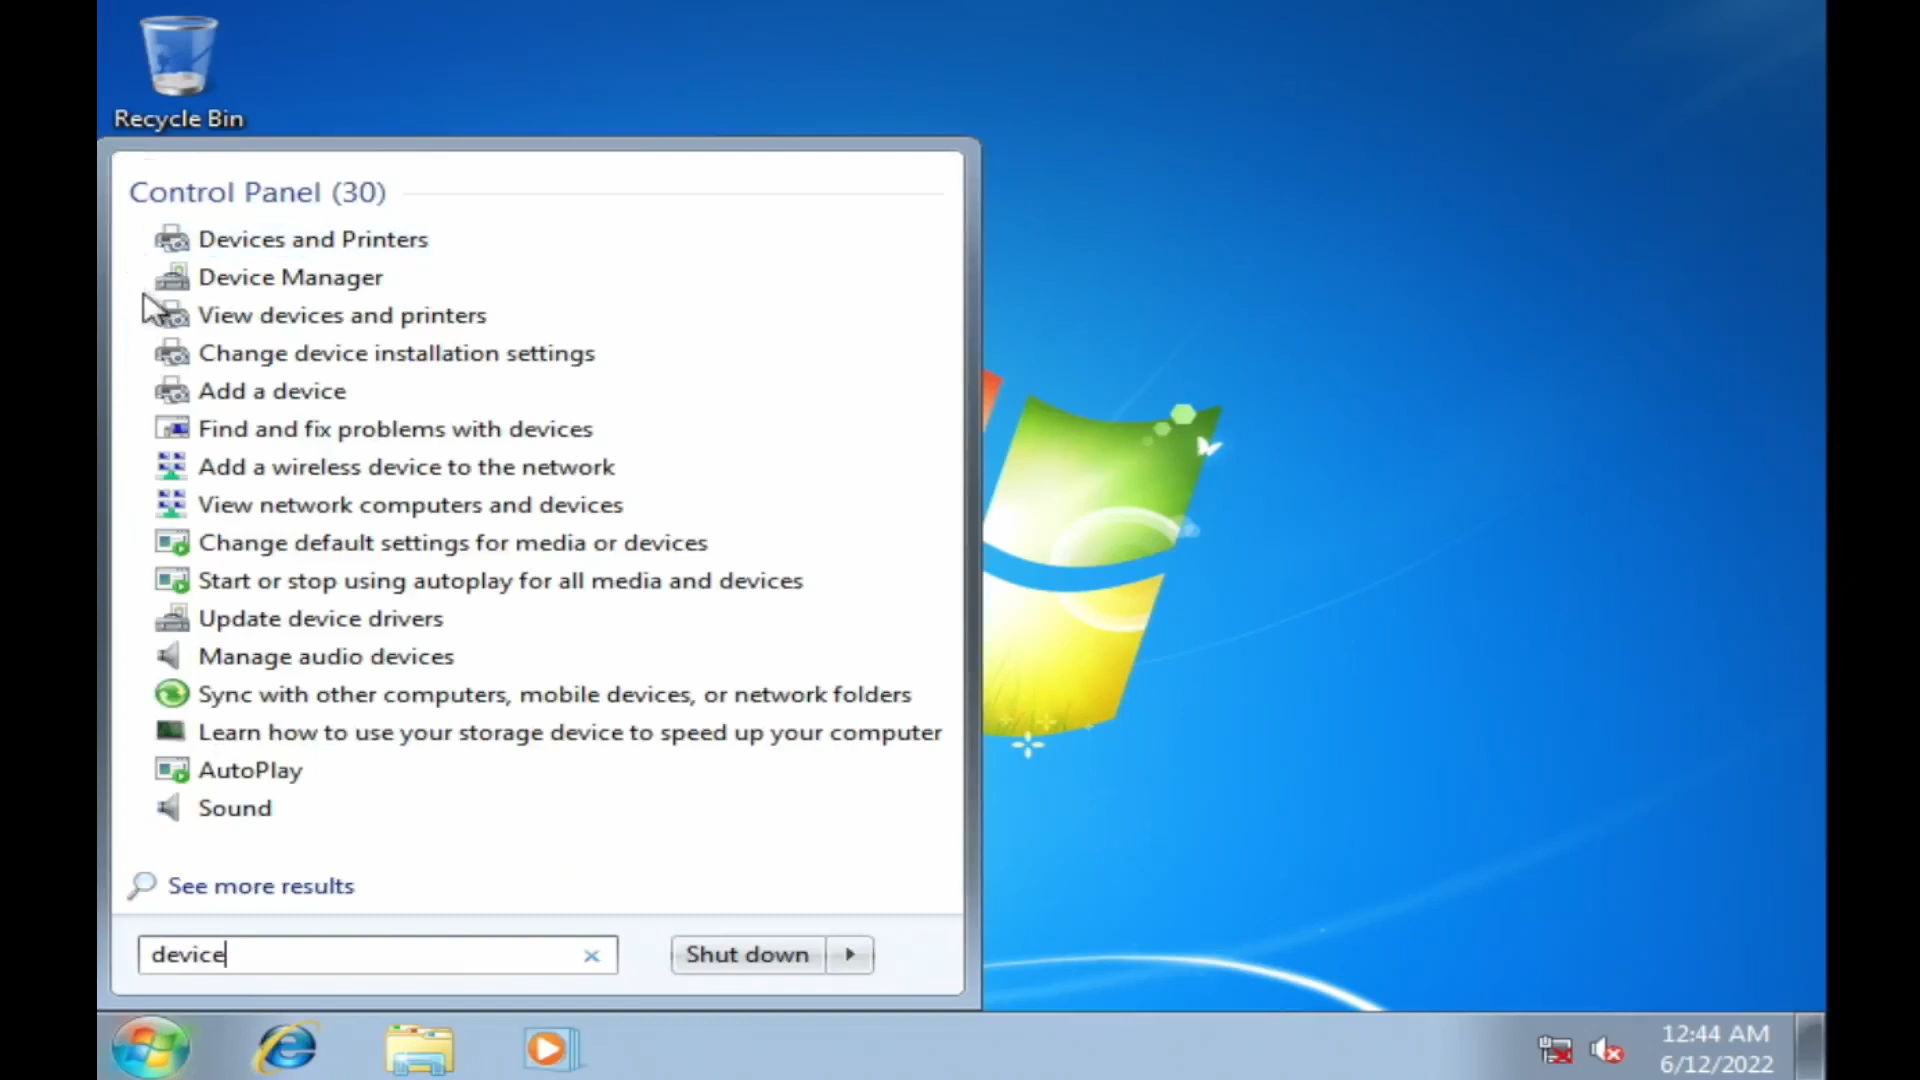 Recycle Bin
Control Panel (30)
Devices and Printers
Device Manager
View devices and printers
Change device installation settings
Add a device
Find and fix problems with devices
Add a wireless device to the network
View network computers and devices
Change default settings for media or devices
Start or stop using autoplay for all media and devices
Update device drivers
Manage audio devices
Sync with other computers, mobile devices, or network folders
Learn how to use your storage device to speed up your computer
AutoPlay
Sound
See more results
device
Shut down
12:44 AM
6/12/2022